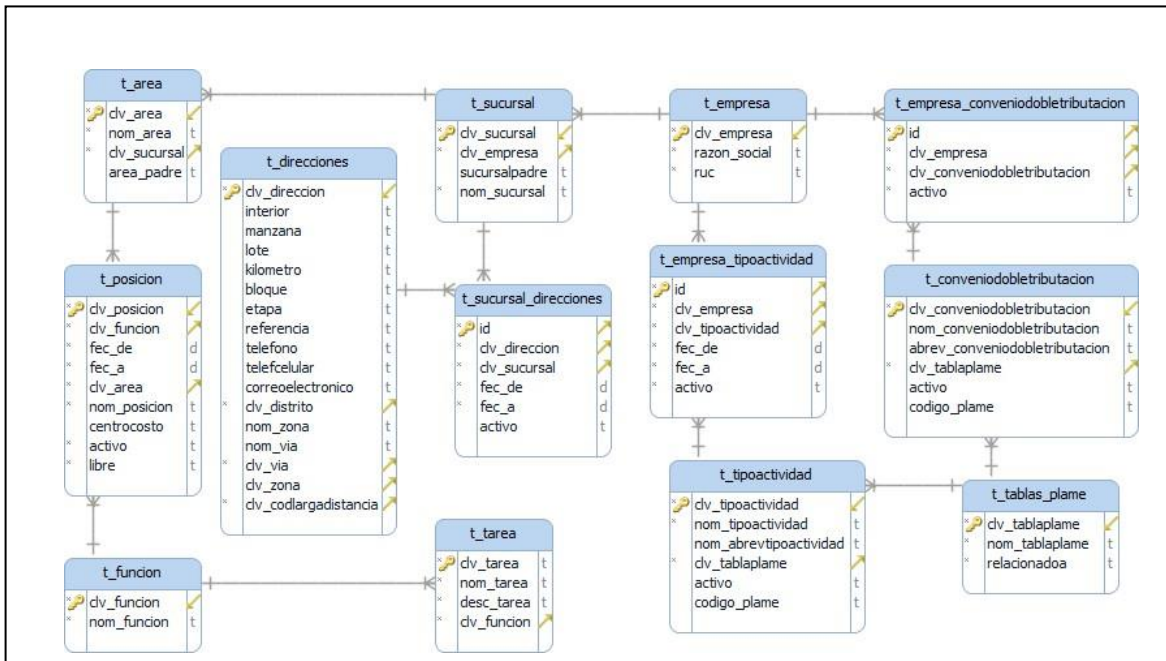 t_area
clv_area
nom_area t
clv_sucursal
area_padre t
t_sucursal
clv_sucursal
clv_empresa
sucursalpadre t
nom_sucursal t
t_empresa
clv_empresa
razon_social t
ruc t
t_empresa_conveniodobletributacion
id
clv_empresa
clv_conveniodobletributacion
activo t
t_direcciones
clv_direccion
interior t
manzana t
lote t
kilometro t
bloque t
etapa t
referencia t
telefono t
telefcelular t
correoelectronico t
clv_distrito
nom_zona t
nom_via t
clv_via
clv_zona
clv_codlargadistancia
t_posicion
clv_posicion
clv_funcion
fec_de d
fec_a d
clv_area
nom_posicion t
centrocosto t
activo t
libre t
t_sucursal_direcciones
id
clv_direccion
clv_sucursal
fec_de d
fec_a d
activo t
t_empresa_tipoactividad
id
clv_empresa
clv_tipoactividad
fec_de d
fec_a d
activo t
t_conveniodobletributacion
clv_conveniodobletributacion
nom_conveniodobletributacion t
abrev_conveniodobletributacion t
clv_tablaplame
activo t
codigo_plame t
t_funcion
clv_funcion
nom_funcion t
t_tarea
clv_tarea t
nom_tarea t
desc_tarea t
clv_funcion
t_tipoactividad
clv_tipoactividad
nom_tipoactividad t
nom_abrevtipoactividad t
clv_tablaplame
activo t
codigo_plame t
t_tablas_plame
clv_tablaplame
nom_tablaplame t
relacionadoa t